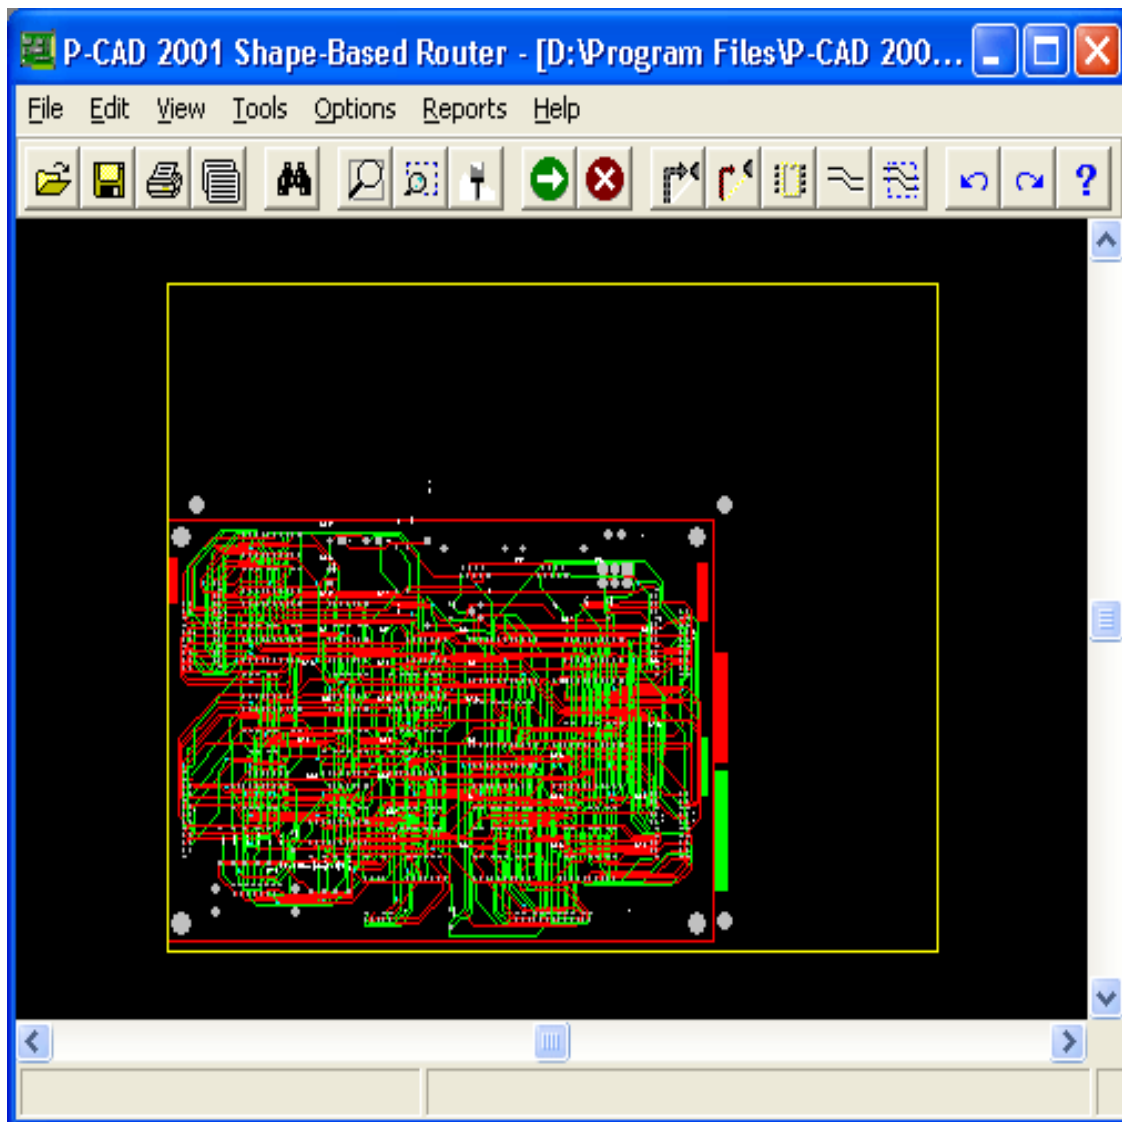 P-CAD 2001 Shape-Based Router - [D:\Program Files\P-CAD 200...
File Edit View Tools Options Reports Help
?